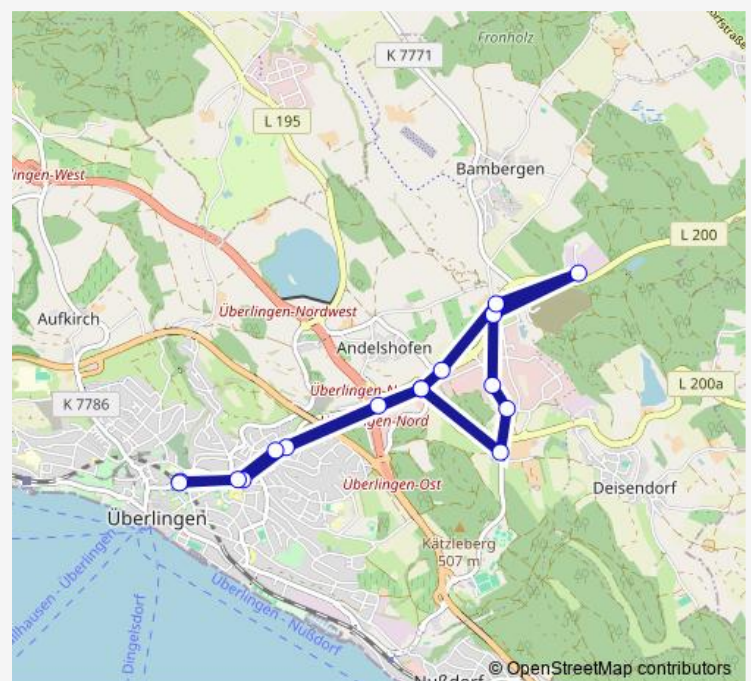 Fronholz
K 7771
L 195
Bambergen
ingen-West
L 200
Überlingen-Nordwest
Aufkirch
Andelshofen
L 200a
K 7786
Überlingen-Nord
Überlingen-Ost
Deisendorf
Überlingen
Kätzleberg
507 m
Überlingen - Nußdorf
Dingelsdorf
© OpenStreetMap contributors